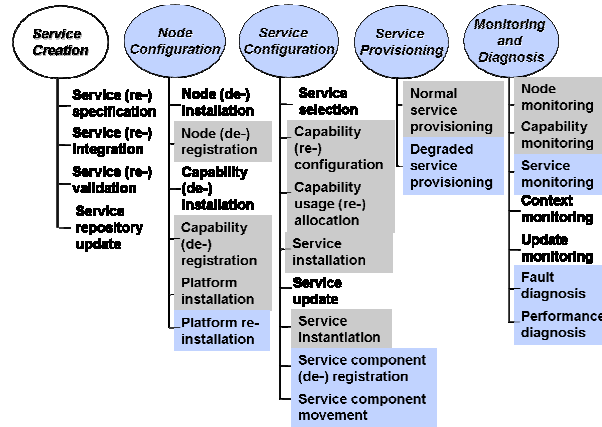 Service
Creation
Service (re-)
specification
Service (re-)
integration
Service (re-)
validation
Service
repository
update
Node
Configuration
Node (de-)
installation
Node (de-)
registration
Capability
(de-)
installation
Capability
(de-)
registration
Platform
installation
Platform re-
installation
Service
Configuration
Service
selection
Capability
(re-)
configuration
Capability
usage (re-)
allocation
Service
installation
Service
update
Service
Instantiation
Service component
(de-) registration
Service component
movement
Service
Provisioning
Normal
service
provisioning
Degraded
service
provisioning
Monitoring
and
Diagnosis
Node
monitoring
Capability
monitoring
Service
monitoring
Context
monitoring
Update
monitoring
Fault
diagnosis
Performance
diagnosis